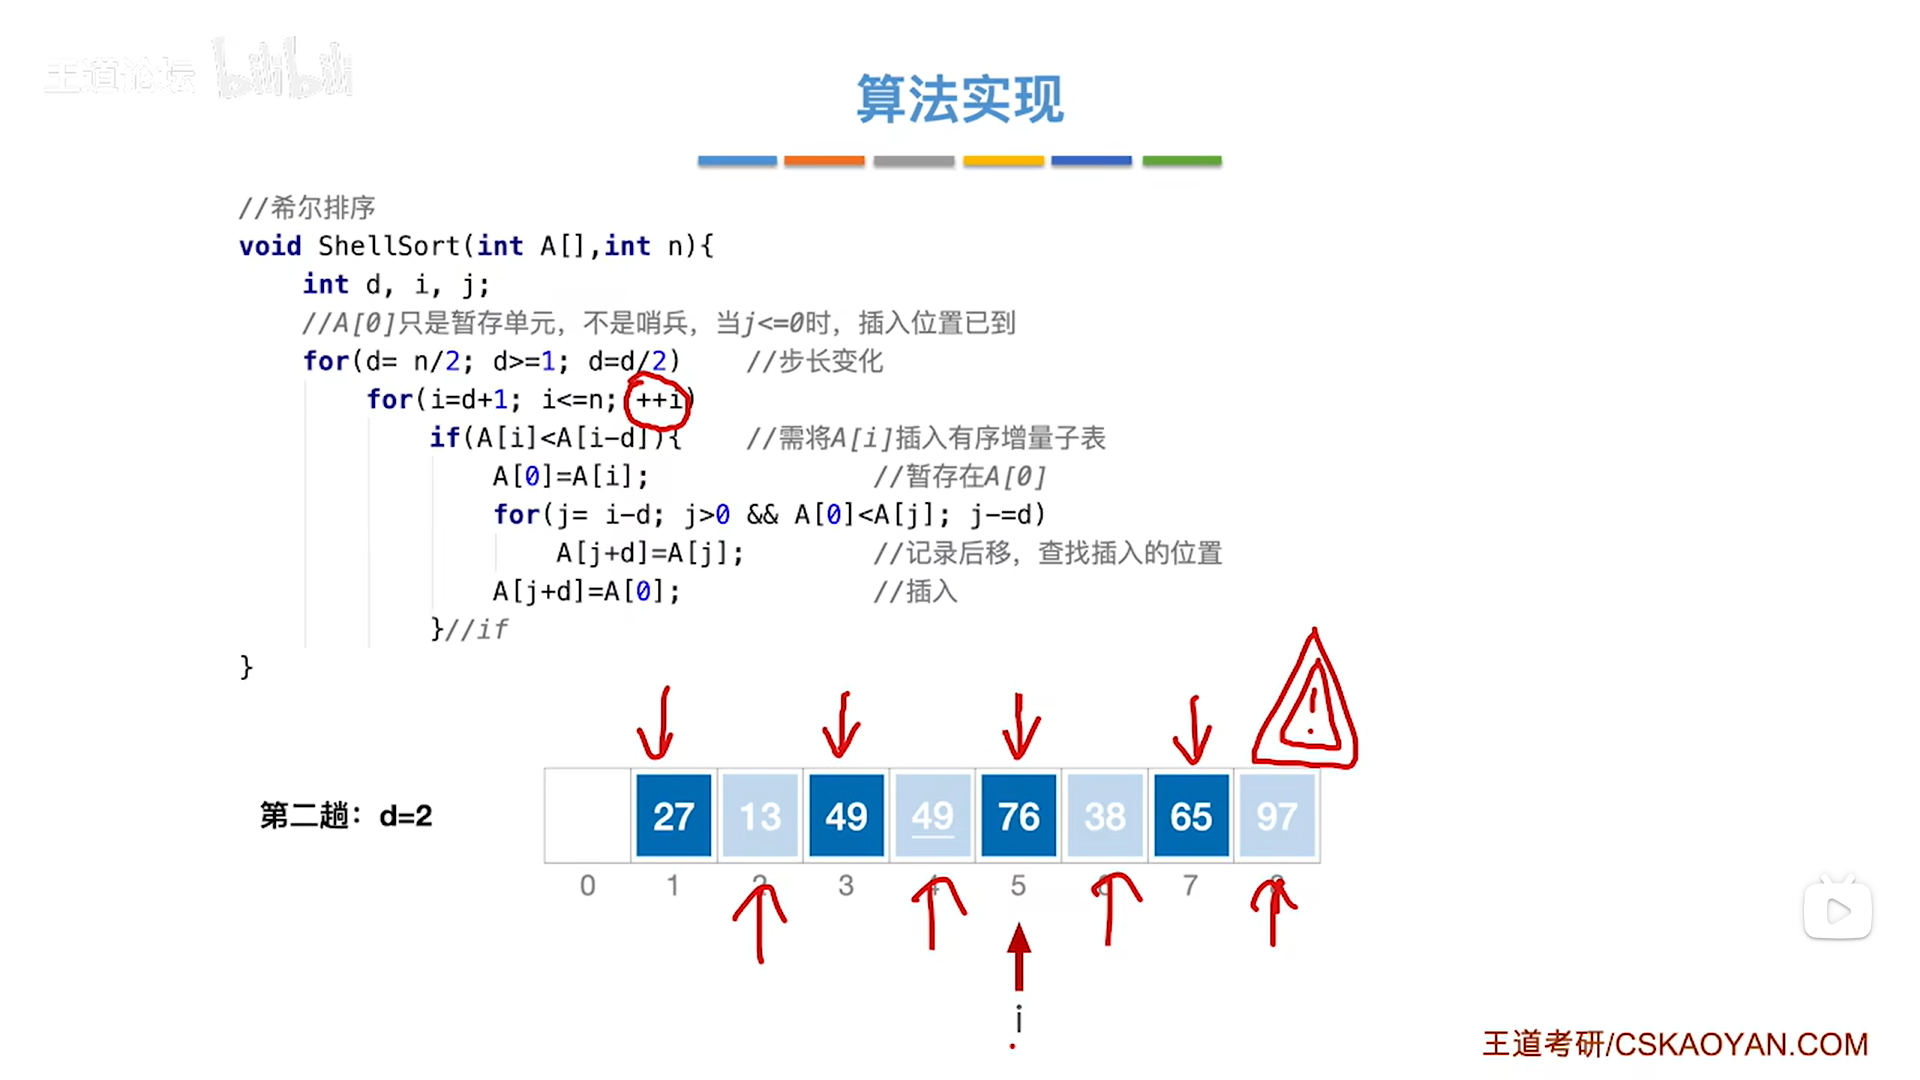 王道论坛 bilibili
算法实现
//希尔排序
void ShellSort(int A[],int n){
int d, i, j;
//A[0]只是暂存单元，不是哨兵，当j<=0时，插入位置已到
for(d= n/2; d>=1; d=d/2) //步长变化
for(i=d+1; i<=n; ++i)
if(A[i]<A[i-d]){ //需将A[i]插入有序增量子表
A[0]=A[i]; //暂存在A[0]
for(j= i-d; j>0 && A[0]<A[j]; j-=d)
A[j+d]=A[j]; //记录后移，查找插入的位置
A[j+d]=A[0]; //插入
}//if
}
!
第二趟：d=2 27 13 49 49 76 38 65 97
0 1 2 3 4 5 6 7 8
i
王道考研/CSKAOYAN.COM